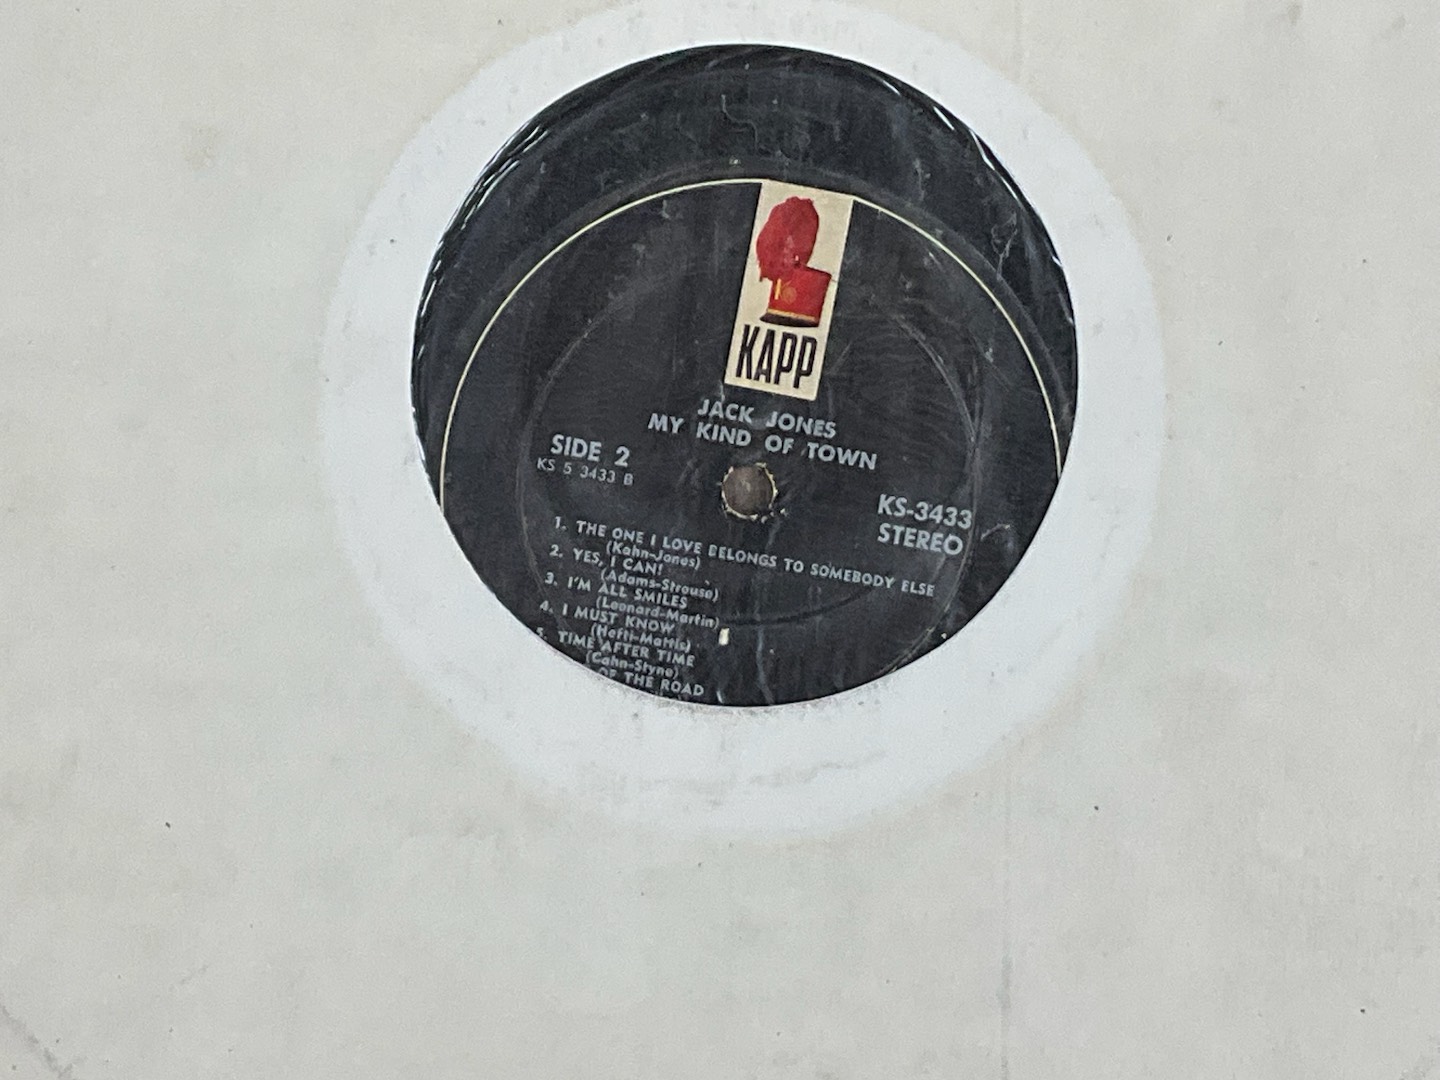 KAPP
JACK JONES
MY KIND OF TOWN
SIDE 2
KS 5 3433 B
KS-3433
STEREO
1. THE ONE I LOVE BELONGS TO SOMEBODY ELSE
(Kahn-Jones)
2. YES, I CAN!
(Adams-Strouse)
3. I'M ALL SMILES
(Leonard-Martin)
4. I MUST KNOW
(Hefti-Mattis)
5. TIME AFTER TIME
(Cahn-Styne)
OF THE ROAD